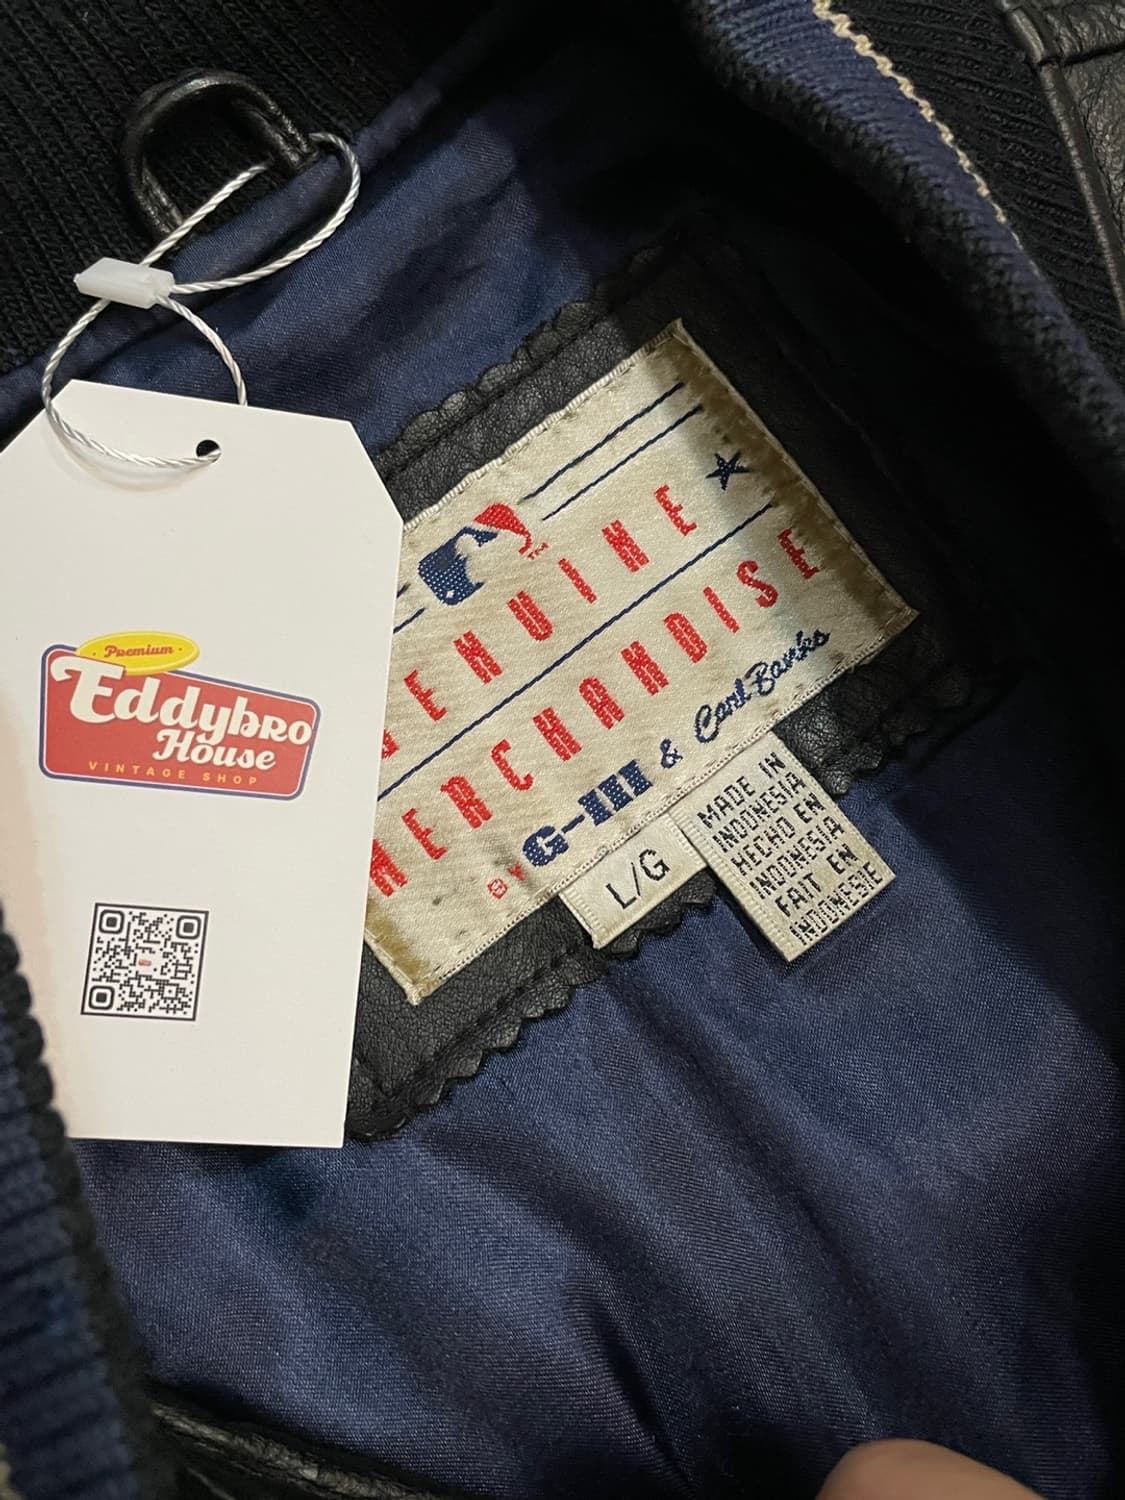 Premium
Eddybro
House
VINTAGE SHOP
TM
GENUINE
MERCHANDISE
BY G-III & Carl Banks
L/G
MADE IN
INDONESIA
HECHO EN
INDONESIA
FAIT EN
INDONESIE